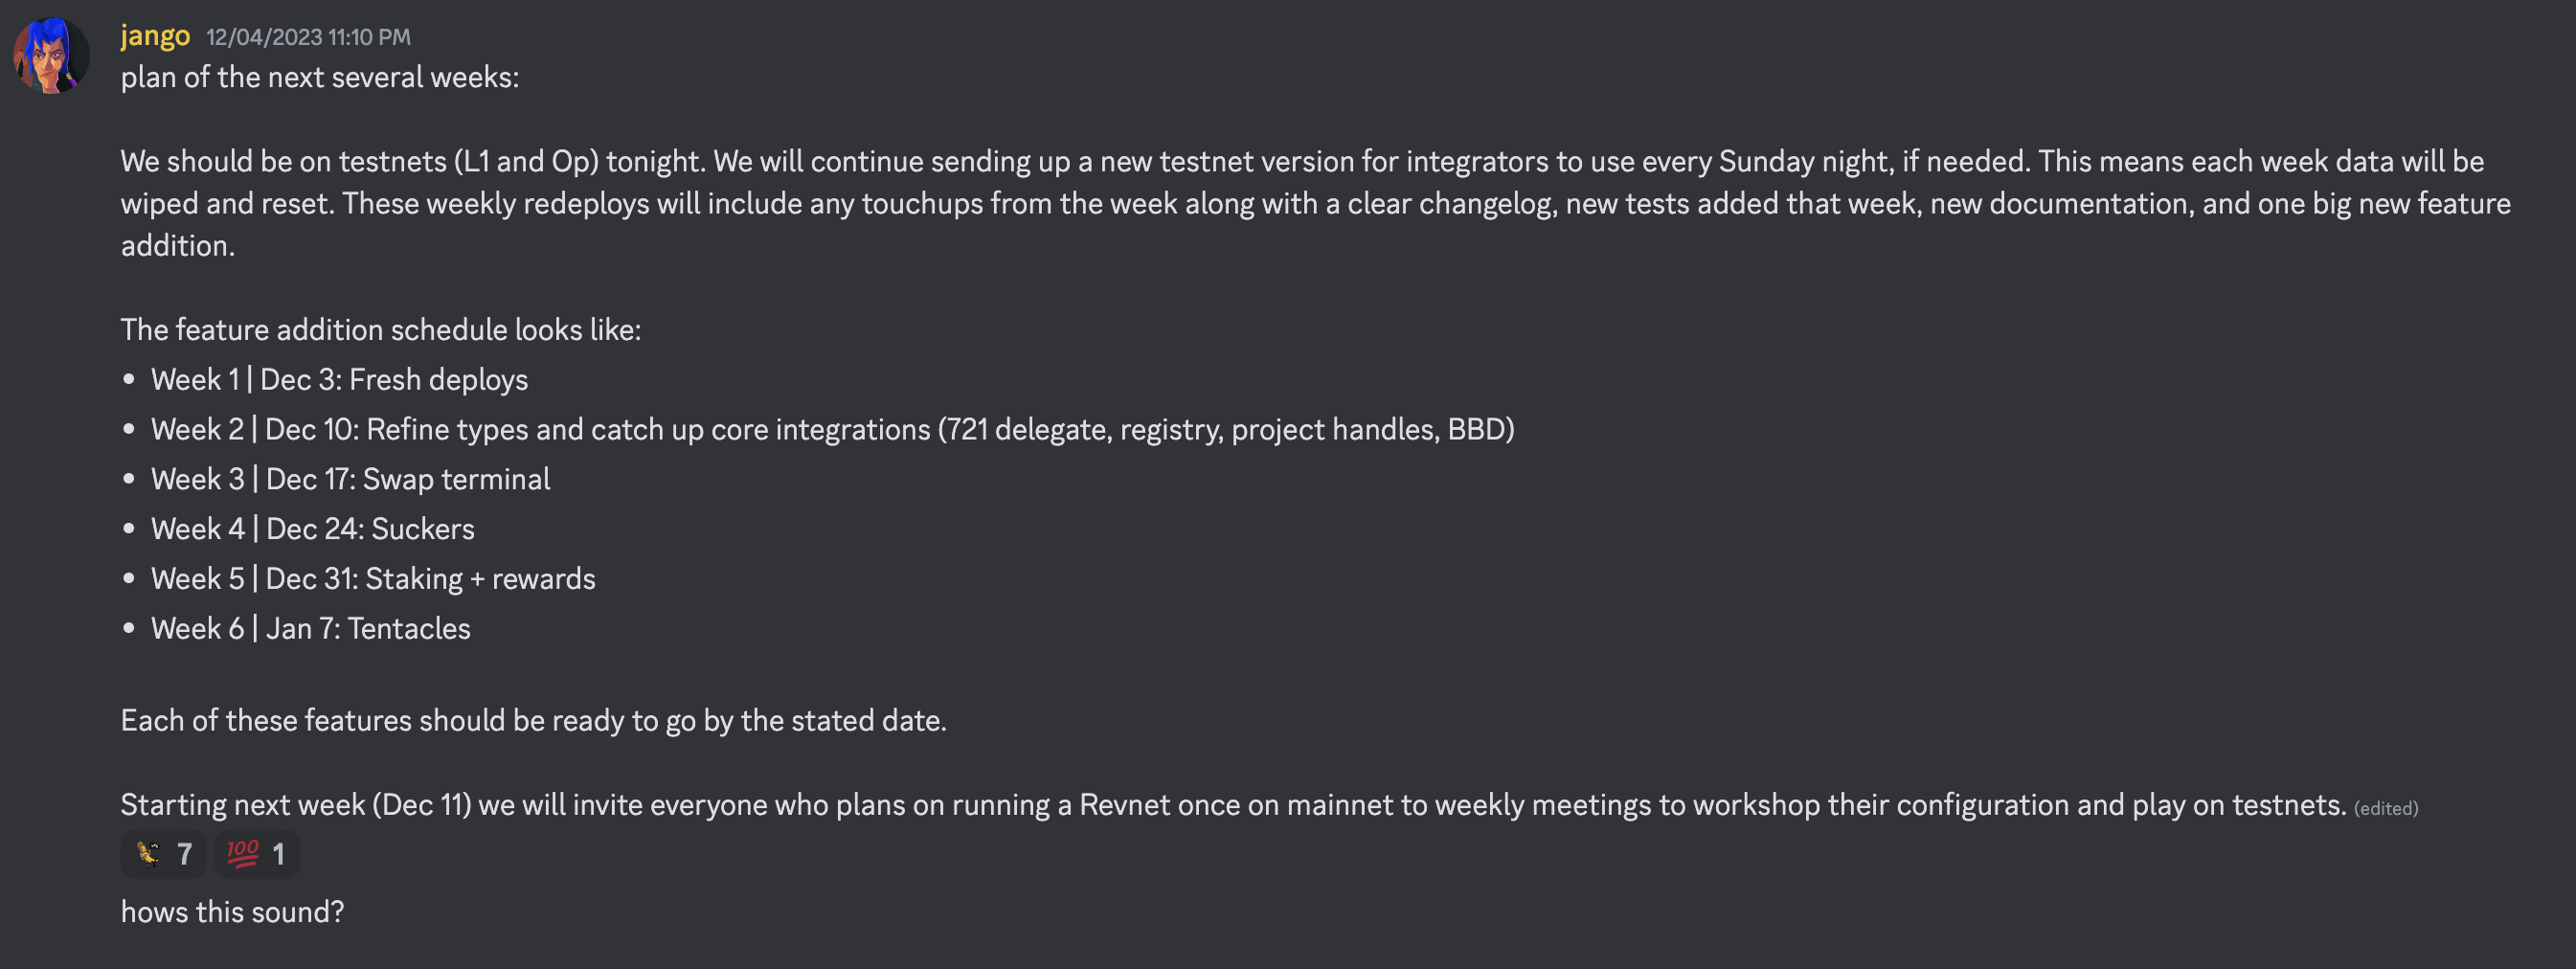 jango 12/04/2023 11:10 PM
plan of the next several weeks:
We should be on testnets (L1 and Op) tonight. We will continue sending up a new testnet version for integrators to use every Sunday night, if needed. This means each week data will be
wiped and reset. These weekly redeploys will include any touchups from the week along with a clear changelog, new tests added that week, new documentation, and one big new feature
addition.
The feature addition schedule looks like:
• Week 1 | Dec 3: Fresh deploys
• Week 2 | Dec 10: Refine types and catch up core integrations (721 delegate, registry, project handles, BBD)
• Week 3 | Dec 17: Swap terminal
• Week 4 | Dec 24: Suckers
• Week 5 | Dec 31: Staking + rewards
• Week 6 | Jan 7: Tentacles
Each of these features should be ready to go by the stated date.
Starting next week (Dec 11) we will invite everyone who plans on running a Revnet once on mainnet to weekly meetings to workshop their configuration and play on testnets. (edited)
7 100 1
hows this sound?